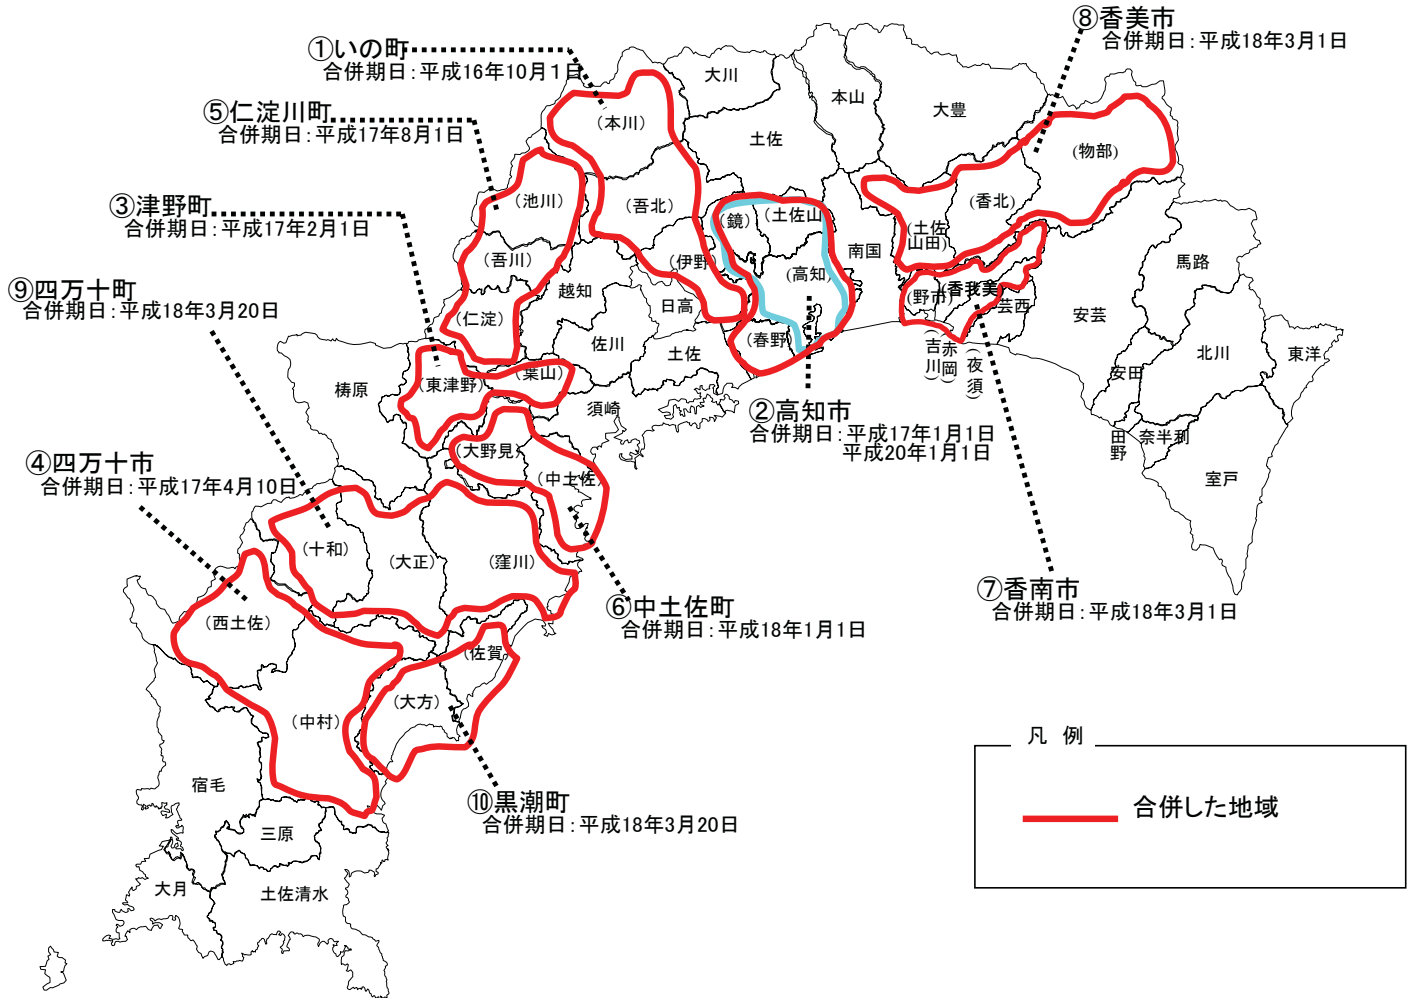 ⑧香美市
合併期日：平成18年3月1日
①いの町
合併期日：平成16年10月1日
⑤仁淀川町
合併期日：平成17年8月1日
③津野町
合併期日：平成17年2月1日
⑨四万十町
合併期日：平成18年3月20日
④四万十市
合併期日：平成17年4月10日
②高知市
合併期日：平成17年1月1日
平成20年1月1日
⑦香南市
合併期日：平成18年3月1日
⑥中土佐町
合併期日：平成18年1月1日
⑩黒潮町
合併期日：平成18年3月20日
大川
本山
大豊
土佐
（本川）
（物部）
（池川）
（吾北）
（鏡）
（土佐山）
（香北）
（土佐
山田）
南国
（吾川）
（伊野）
（高知）
馬路
越知
日高
（野市）
（香我美）
芸西
安芸
（仁淀）
佐川
土佐
（春野）
（吉川）
（赤岡）
（夜須）
北川
東洋
梼原
（東津野）
（葉山）
須崎
安田
田野
奈半利
室戸
（大野見）
（中土佐）
（十和）
（大正）
（窪川）
（西土佐）
（佐賀）
（大方）
（中村）
宿毛
三原
大月
土佐清水
凡 例
合併した地域